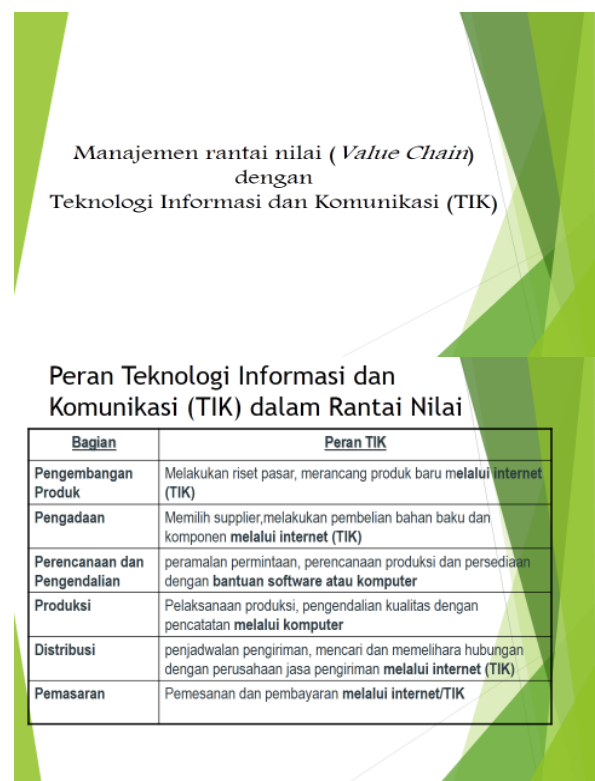 Manajemen rantai nilai (Value Chain)
dengan
Teknologi Informasi dan Komunikasi (TIK)
Peran Teknologi Informasi dan
Komunikasi (TIK) dalam Rantai Nilai
Bagian
Peran TIK
Pengembangan
Produk
Melakukan riset pasar, merancang produk baru melalui internet
(TIK)
Pengadaan
Memilih supplier,melakukan pembelian bahan baku dan
komponen melalui internet (TIK)
Perencanaan dan
Pengendalian
peramalan permintaan, perencanaan produksi dan persediaan
dengan bantuan software atau komputer
Produksi
Pelaksanaan produksi, pengendalian kualitas dengan
pencatatan melalui komputer
Distribusi
penjadwalan pengiriman, mencari dan memelihara hubungan
dengan perusahaan jasa pengiriman melalui internet (TIK)
Pemasaran
Pemesanan dan pembayaran melalui internet/TIK